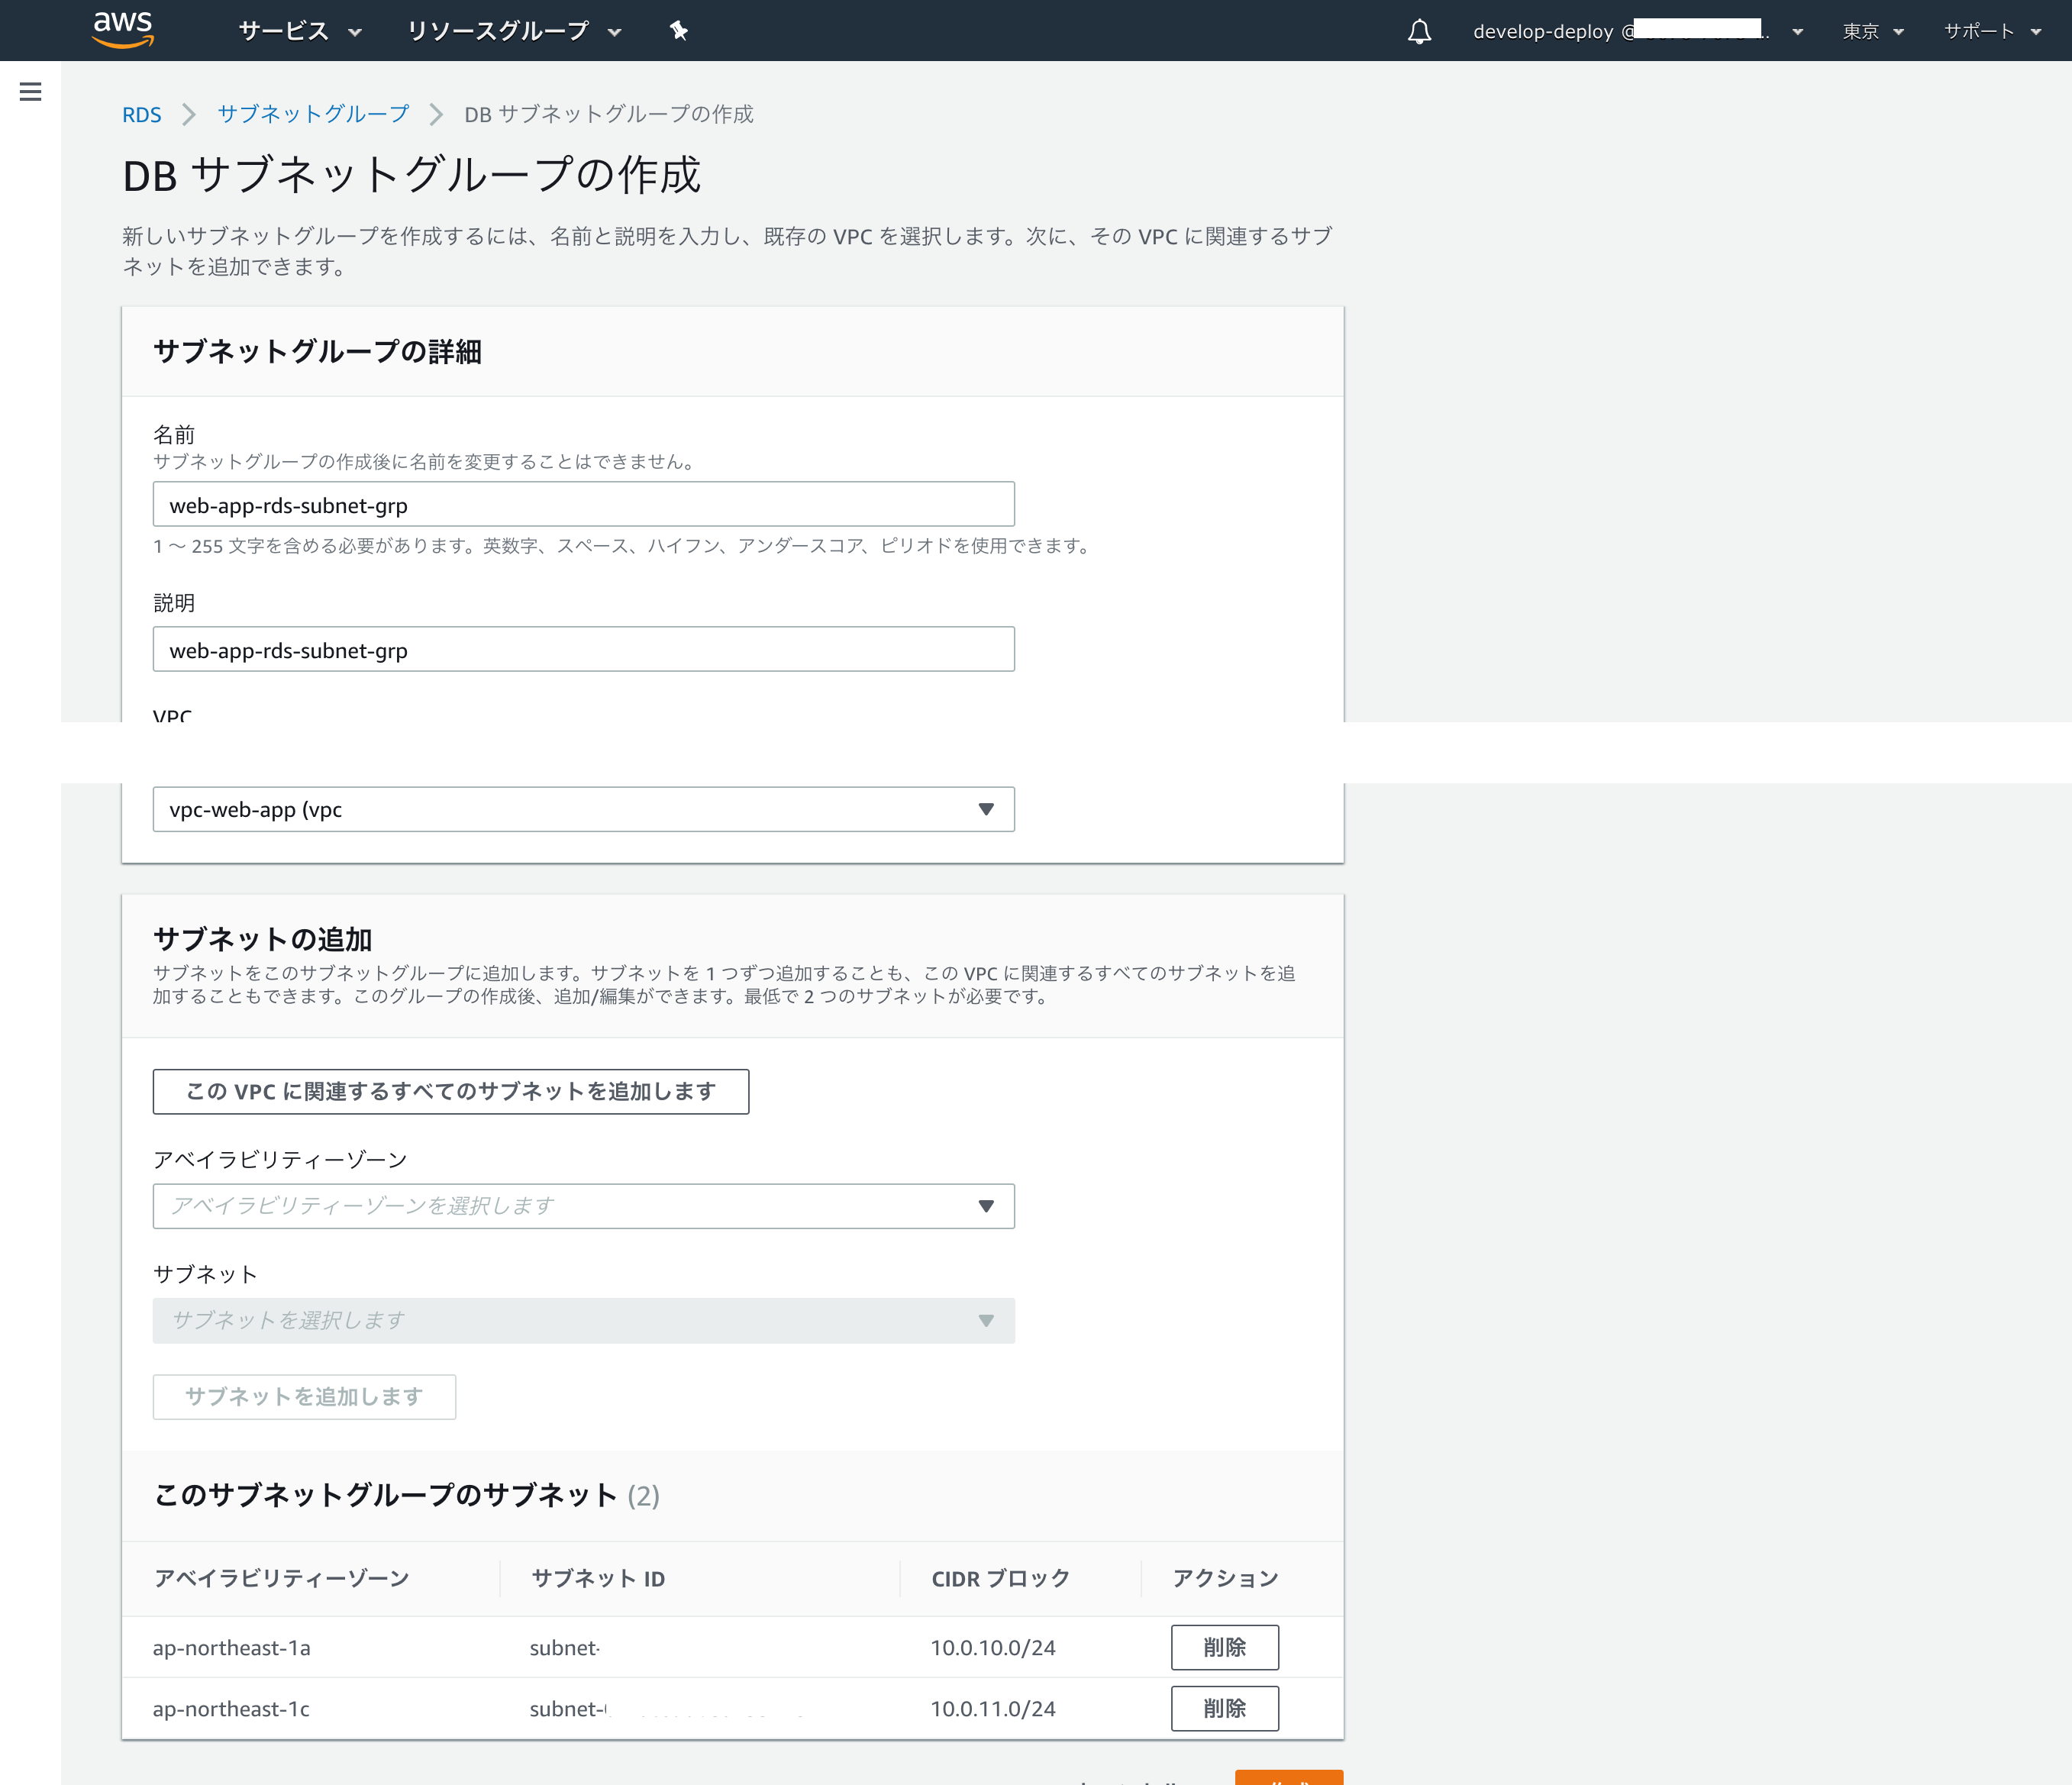 aws サービス リソースグループ develop-deploy @ 東京 サポート
RDS サブネットグループ DB サブネットグループの作成
DB サブネットグループの作成
新しいサブネットグループを作成するには、名前と説明を入力し、既存の VPC を選択します。次に、その VPC に関連するサブ
ネットを追加できます。
サブネットグループの詳細
名前
サブネットグループの作成後に名前を変更することはできません。
web-app-rds-subnet-grp
1 ～ 255 文字を含める必要があります。英数字、スペース、ハイフン、アンダースコア、ピリオドを使用できます。
説明
web-app-rds-subnet-grp
VPC
vpc-web-app (vpc
サブネットの追加
サブネットをこのサブネットグループに追加します。サブネットを 1 つずつ追加することも、この VPC に関連するすべてのサブネットを追
加することもできます。このグループの作成後、追加/編集ができます。最低で 2 つのサブネットが必要です。
この VPC に関連するすべてのサブネットを追加します
アベイラビリティーゾーン
アベイラビリティーゾーンを選択します
サブネット
サブネットを選択します
サブネットを追加します
このサブネットグループのサブネット (2)
アベイラビリティーゾーン サブネット ID CIDR ブロック アクション
ap-northeast-1a subnet- 10.0.10.0/24 削除
ap-northeast-1c subnet- 10.0.11.0/24 削除